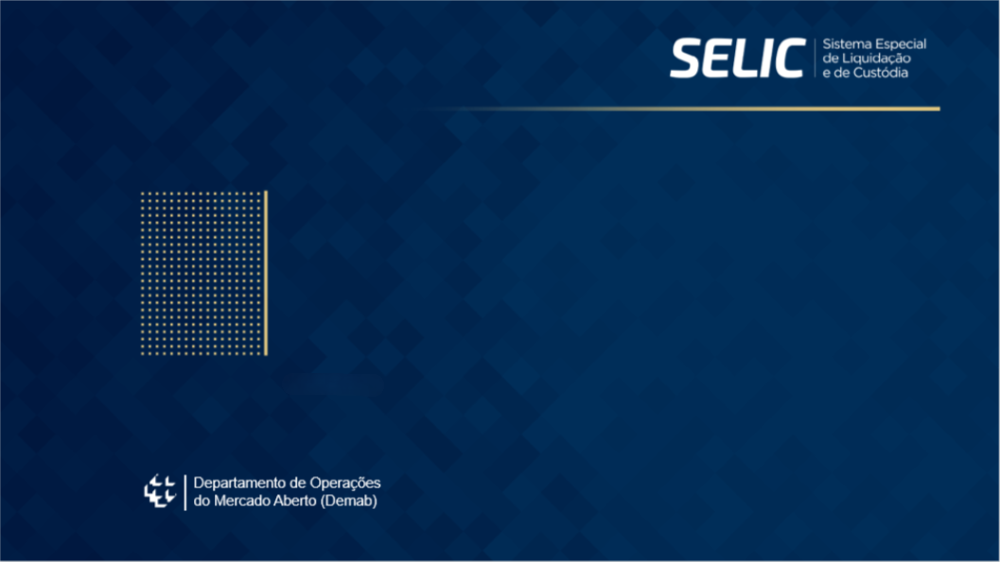 SELIC
Sistema Especial
de Liquidação
e de Custódia
Departamento de Operações
do Mercado Aberto (Demab)